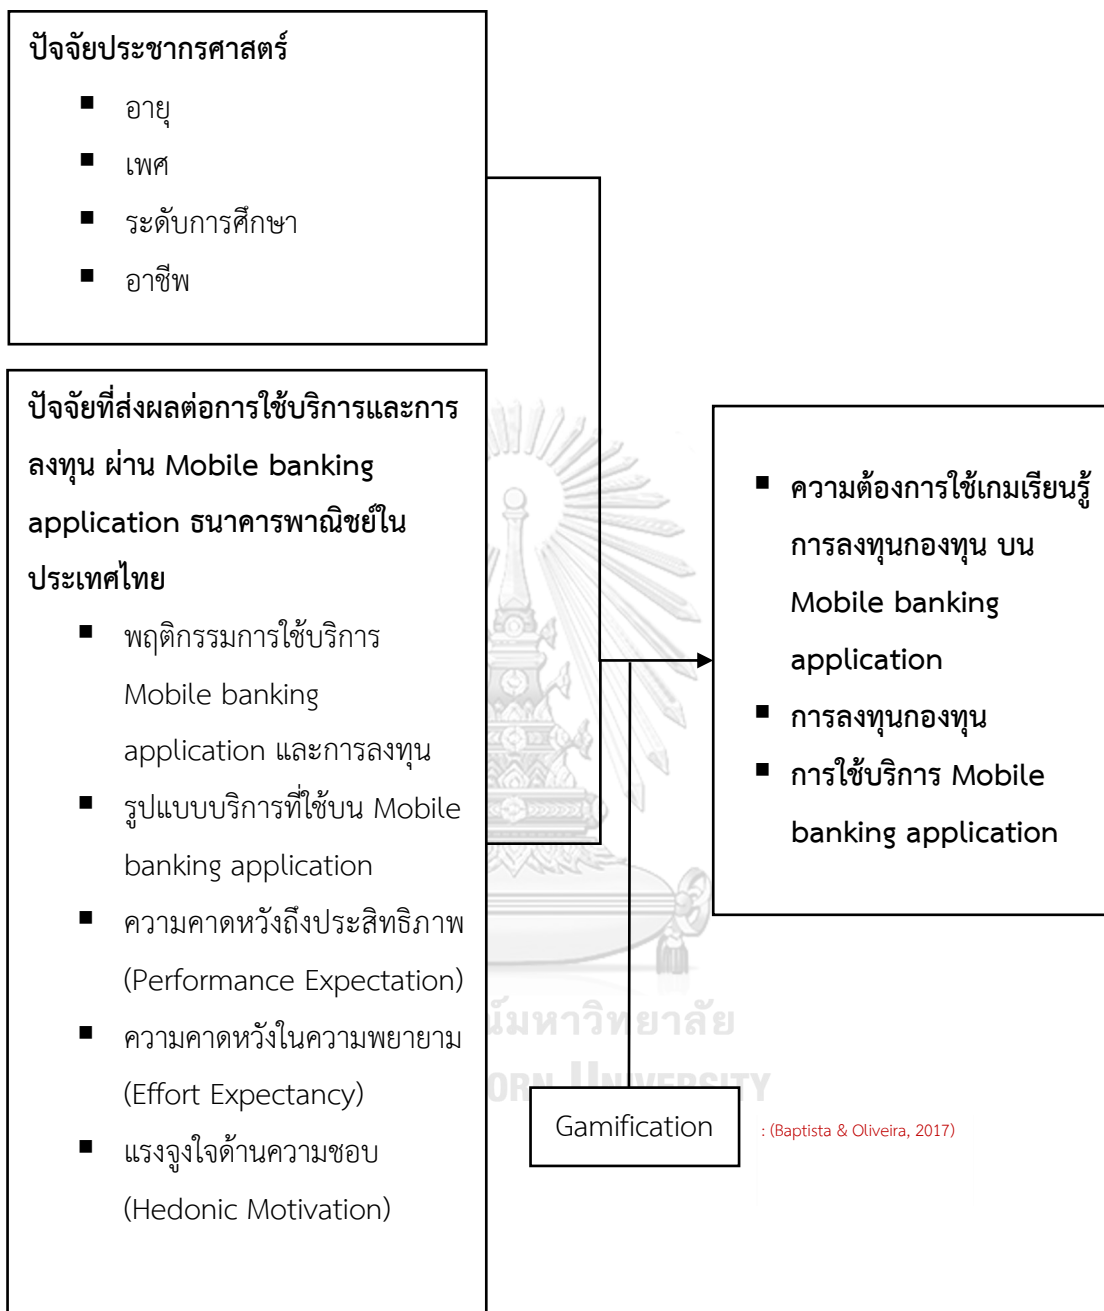 ปัจจัยประชากรศาสตร์
▪ อายุ
▪ เพศ
▪ ระดับการศึกษา
▪ อาชีพ
ปัจจัยที่ส่งผลต่อการใช้บริการและการ
ลงทุน ผ่าน Mobile banking
application ธนาคารพาณิชย์ใน
ประเทศไทย
▪ พฤติกรรมการใช้บริการ
Mobile banking
application และการลงทุน
▪ รูปแบบบริการที่ใช้บน Mobile
banking application
▪ ความคาดหวังถึงประสิทธิภาพ
(Performance Expectation)
▪ ความคาดหวังในความพยายาม
(Effort Expectancy)
▪ แรงจูงใจด้านความชอบ
(Hedonic Motivation)
▪ ความต้องการใช้เกมเรียนรู้
การลงทุนกองทุน บน
Mobile banking
application
▪ การลงทุนกองทุน
▪ การใช้บริการ Mobile
banking application
มหาวิทยาลัย
UNIVERSITY
Gamification
: (Baptista & Oliveira, 2017)